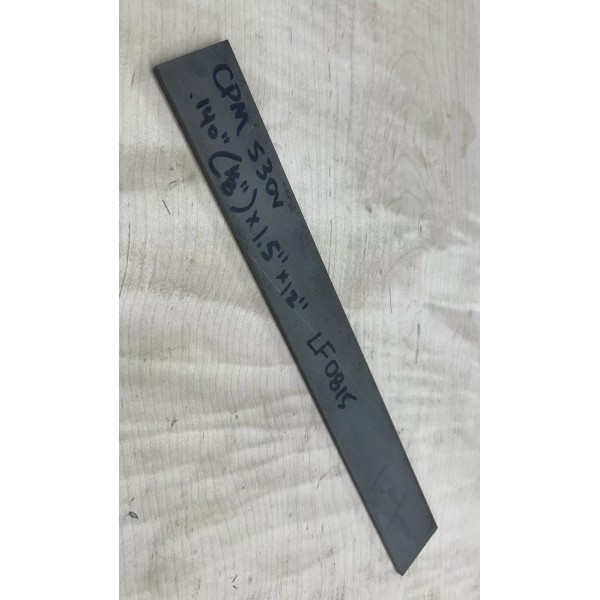 CPM S30V
.140" (1/8") x 1.5" x 12"
LF0815